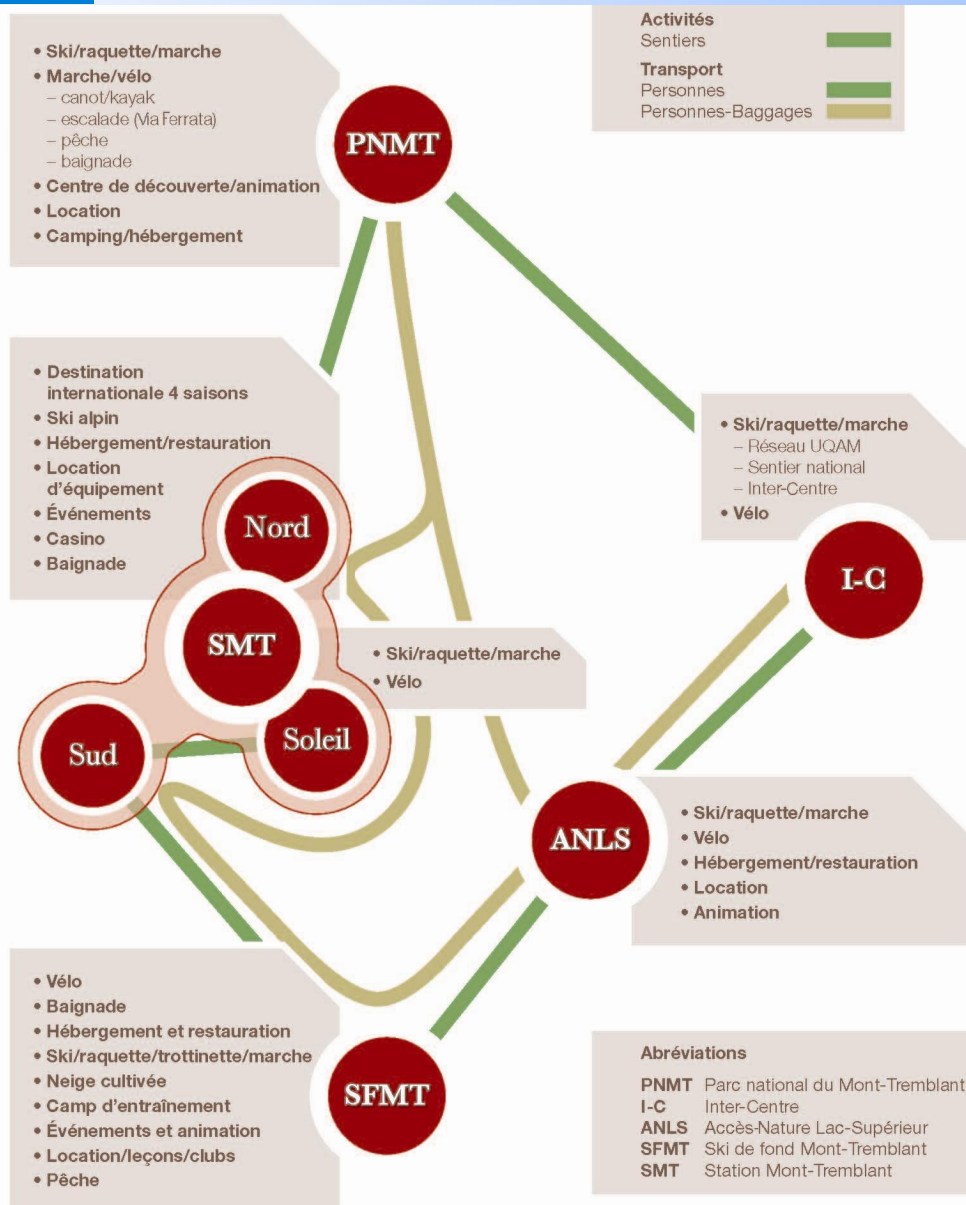 • Ski/raquette/marche
• Marche/vélo
– canot/kayak
– escalade (Via Ferrata)
– pêche
– baignade
• Centre de découverte/animation
• Location
• Camping/hébergement
PNMT
Activités
Sentiers
Transport
Personnes
Personnes-Baggages
• Destination
internationale 4 saisons
• Ski alpin
• Hébergement/restauration
• Location
d'équipement
• Événements
• Casino
• Baignade
Nord
SMT
Sud
Soleil
• Ski/raquette/marche
• Vélo
• Ski/raquette/marche
– Réseau UQAM
– Sentier national
– Inter-Centre
• Vélo
I-C
ANLS
• Ski/raquette/marche
• Vélo
• Hébergement/restauration
• Location
• Animation
• Vélo
• Baignade
• Hébergement et restauration
• Ski/raquette/trottinette/marche
• Neige cultivée
• Camp d'entraînement
• Événements et animation
• Location/leçons/clubs
• Pêche
SFMT
Abréviations
PNMT Parc national du Mont-Tremblant
I-C Inter-Centre
ANLS Accès-Nature Lac-Supérieur
SFMT Ski de fond Mont-Tremblant
SMT Station Mont-Tremblant